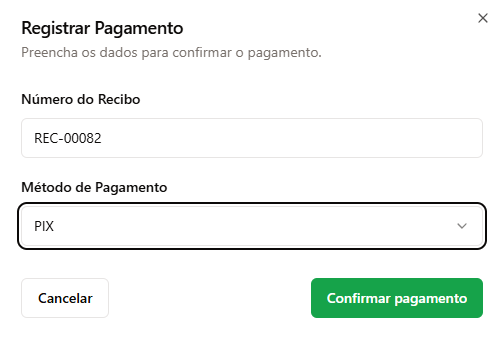 Registrar Pagamento
Preencha os dados para confirmar o pagamento.
Número do Recibo
REC-00082
Método de Pagamento
PIX
Cancelar
Confirmar pagamento